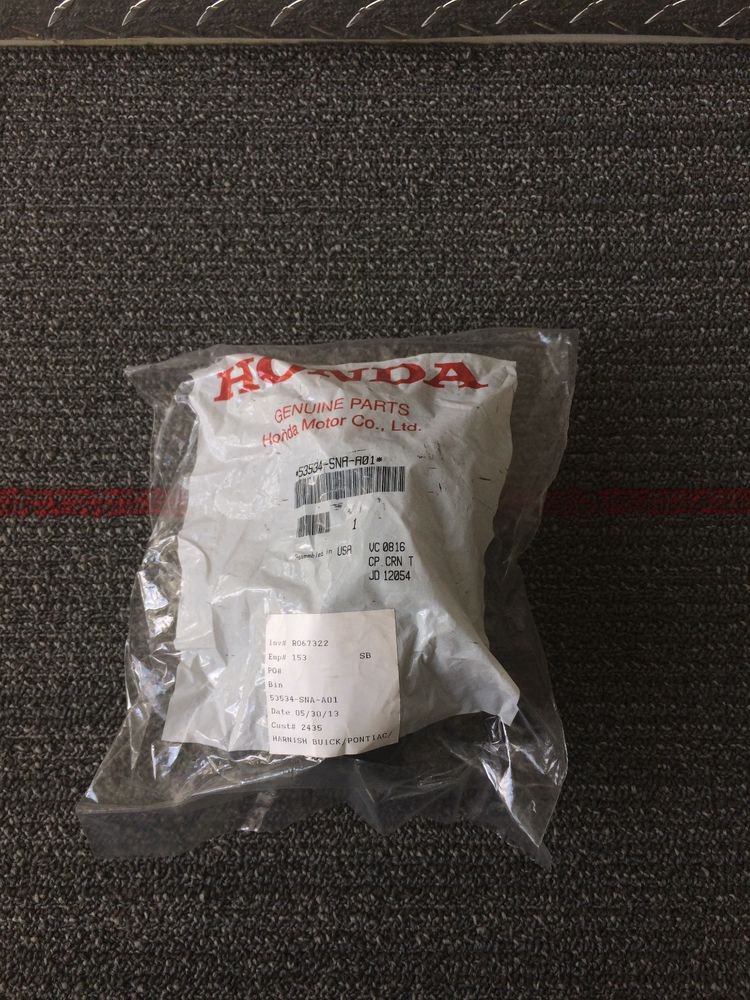 HONDA
GENUINE PARTS
Honda Motor Co., Ltd.
*53534-SNA-A01*
1
Assembled in USA
VC 0816
CP.CRN T
JD 12054
Inv# R067322
Emp# 153 SB
PO#
Bin
53534-SNA-A01
Date 05/30/13
Cust# 2435
HARNISH BUICK/PONTIAC/